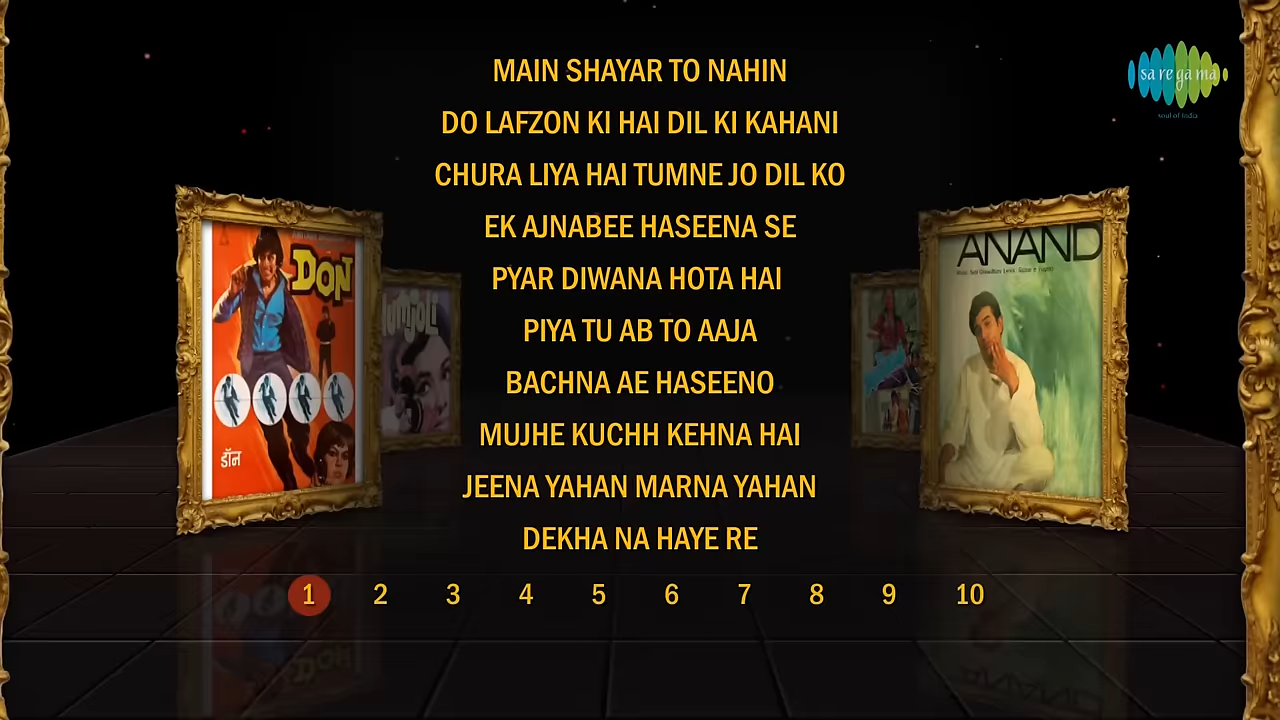 MAIN SHAYAR TO NAHIN
sa re ga ma
soul of India
DO LAFZON KI HAI DIL KI KAHANI
CHURA LIYA HAI TUMNE JO DIL KO
EK AJNABEE HASEENA SE
PYAR DIWANA HOTA HAI
PIYA TU AB TO AAJA
BACHNA AE HASEENO
MUJHE KUCHH KEHNA HAI
JEENA YAHAN MARNA YAHAN
DEKHA NA HAYE RE
DON
डॉन
ANAND
1 2 3 4 5 6 7 8 9 10